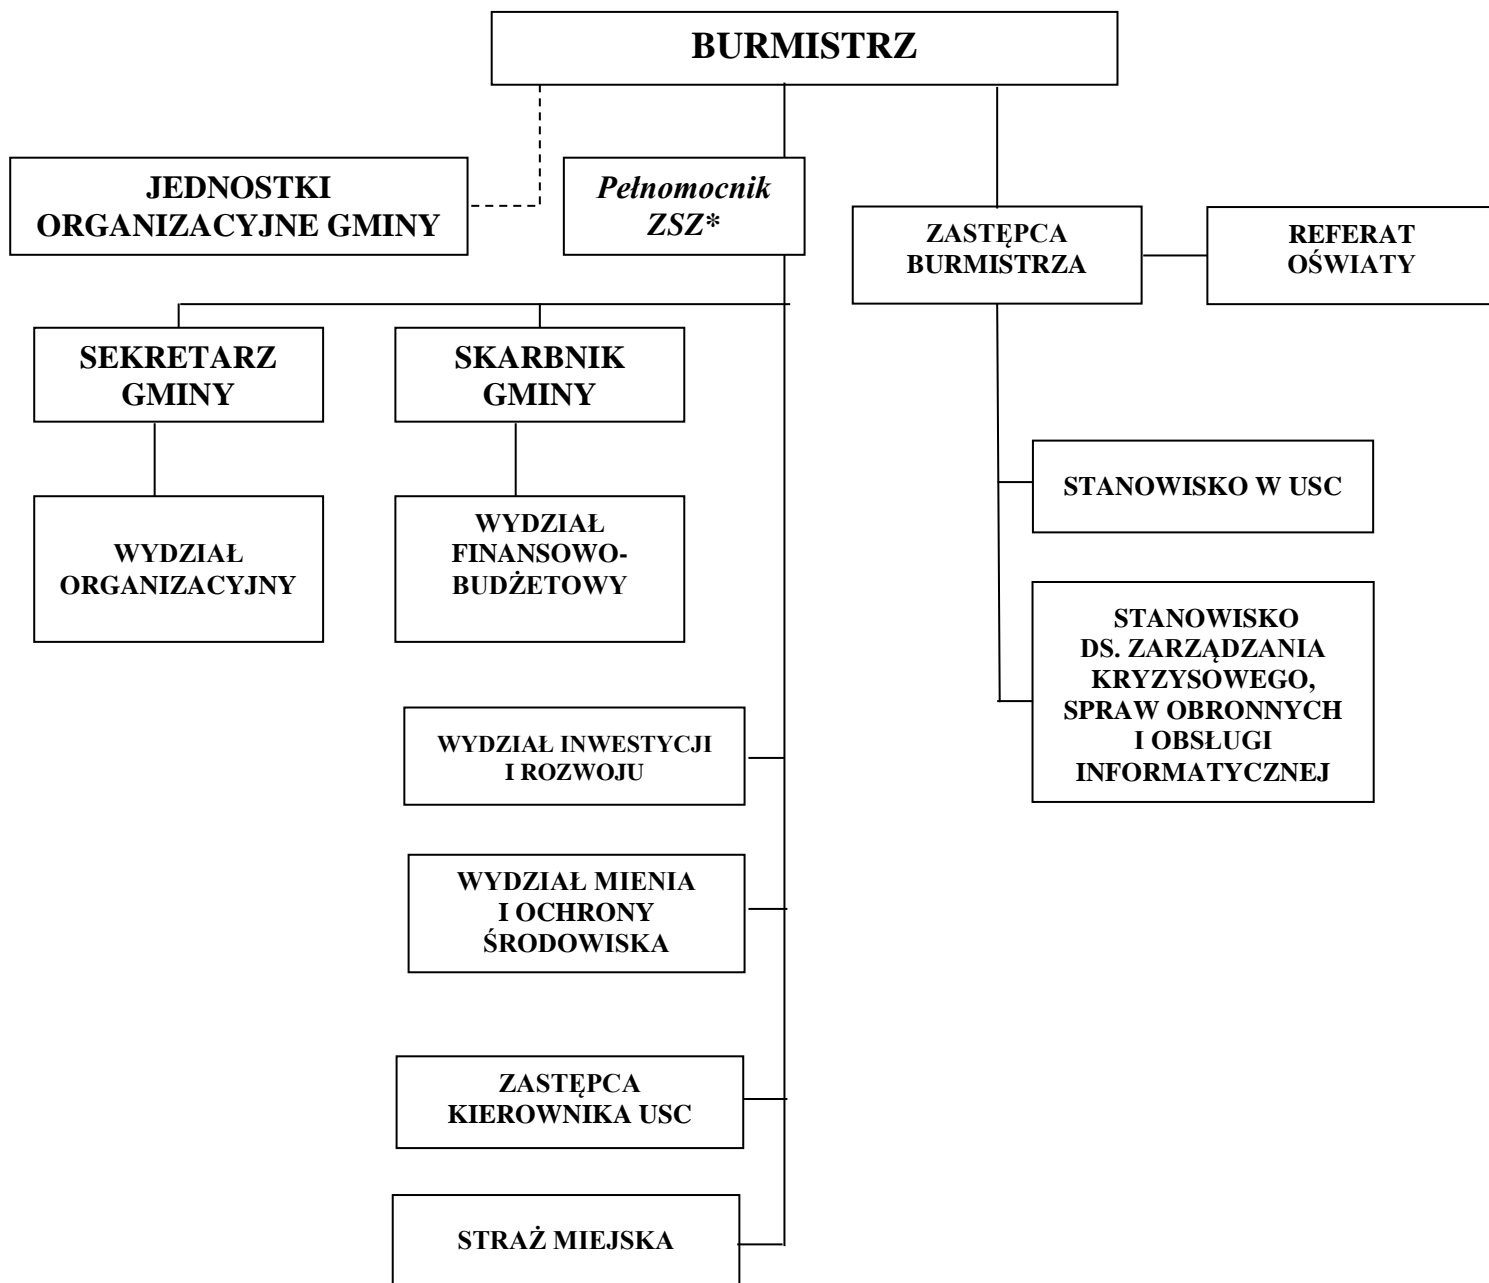 BURMISTRZ
JEDNOSTKI
ORGANIZACYJNE GMINY
Pełnomocnik
ZSZ*
ZASTĘPCA
BURMISTRZA
REFERAT
OŚWIATY
SEKRETARZ
GMINY
SKARBNIK
GMINY
STANOWISKO W USC
WYDZIAŁ
ORGANIZACYJNY
WYDZIAŁ
FINANSOWO-
BUDŻETOWY
STANOWISKO
DS. ZARZĄDZANIA
KRYZYSOWEGO,
SPRAW OBRONNYCH
I OBSŁUGI
INFORMATYCZNEJ
WYDZIAŁ INWESTYCJI
I ROZWOJU
WYDZIAŁ MIENIA
I OCHRONY
ŚRODOWISKA
ZASTĘPCA
KIEROWNIKA USC
STRAŻ MIEJSKA